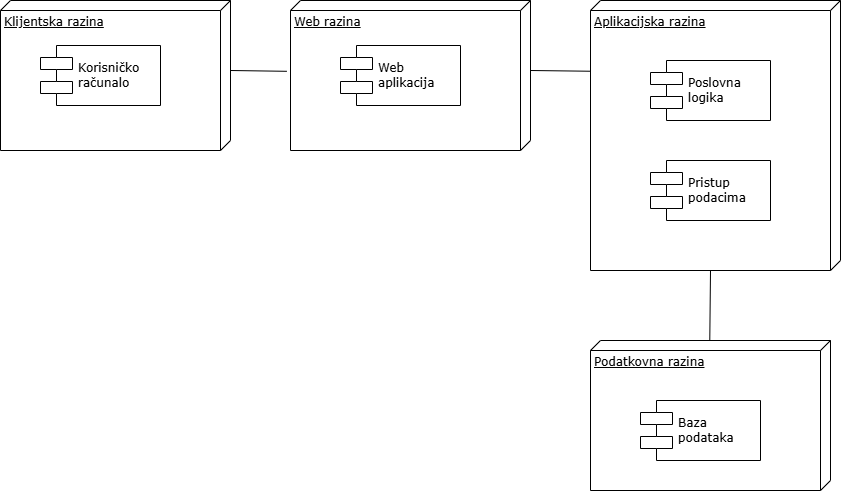 Klijentska razina
Korisničko
računalo
Web razina
Web
aplikacija
Aplikacijska razina
Poslovna
logika
Pristup
podacima
Podatkovna razina
Baza
podataka